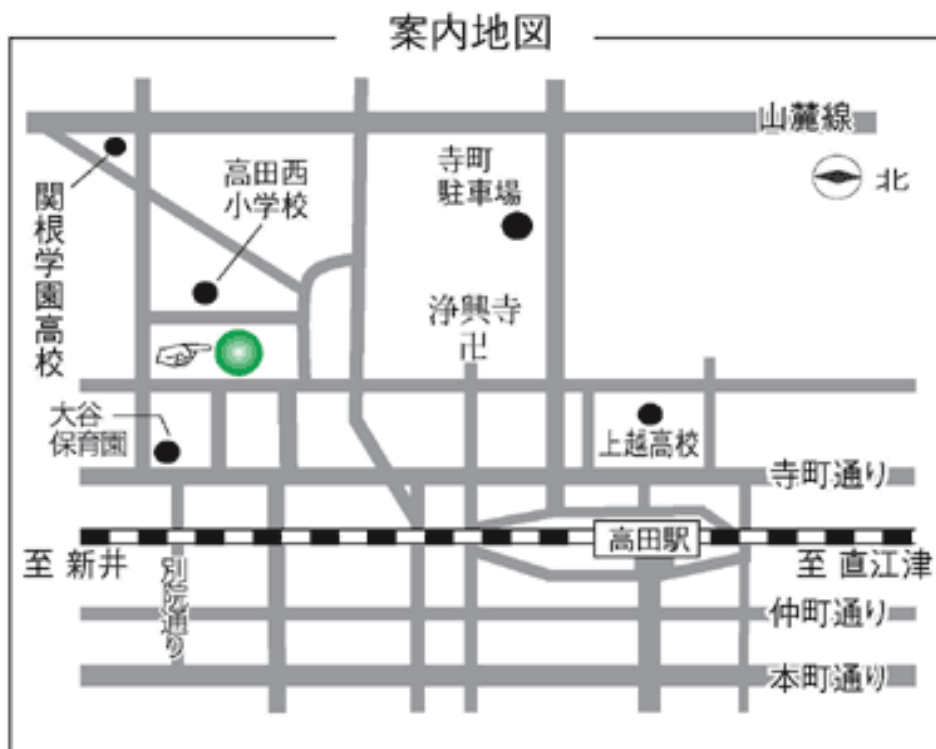 案内地図
山麓線
北
寺町
駐車場
高田西
小学校
関根学園高校
浄興寺
卍
大谷
保育園
上越高校
寺町通り
高田駅
至 新井
至 直江津
別院通り
仲町通り
本町通り